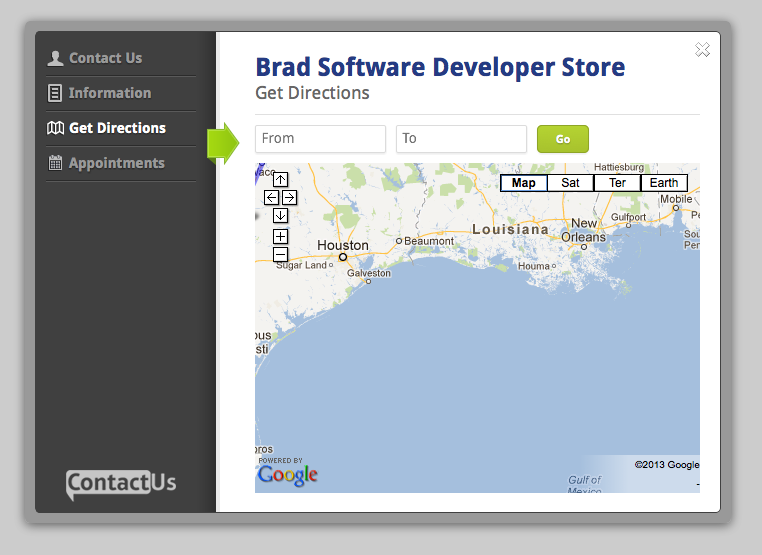 Contact Us
Information
Get Directions
Appointments
ContactUs
Brad Software Developer Store
Get Directions
From To Go
Hattiesburg
Map Sat Ter Earth
Mobile
Louisiana
New
Orleans
Gulfport
Houston
Beaumont
Sugar Land
Galveston
Houma
POWERED BY
Google
©2013 Google
Gulf of
Mexico